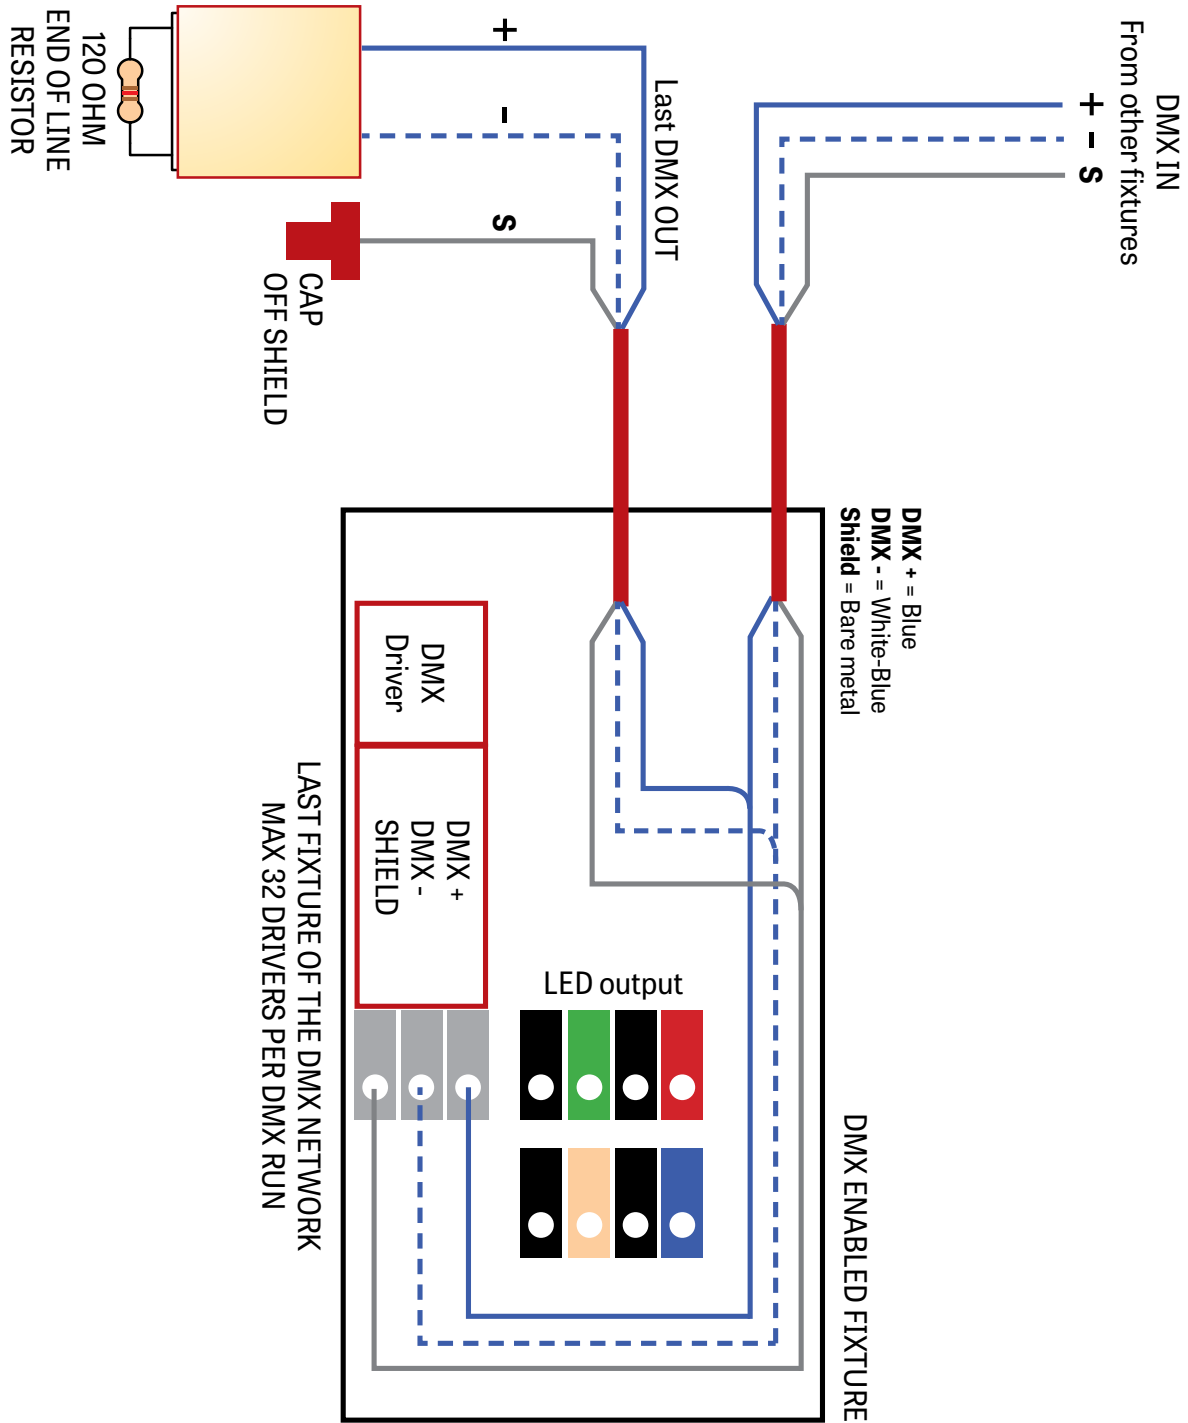 DMX IN
From other fixtures
+
-
S
Last DMX OUT
+
-
S
120 OHM
END OF LINE
RESISTOR
CAP
OFF SHIELD
DMX + = Blue
DMX - = White-Blue
Shield = Bare metal
DMX
Driver
DMX +
DMX -
SHIELD
LED output
DMX ENABLED FIXTURE
LAST FIXTURE OF THE DMX NETWORK
MAX 32 DRIVERS PER DMX RUN